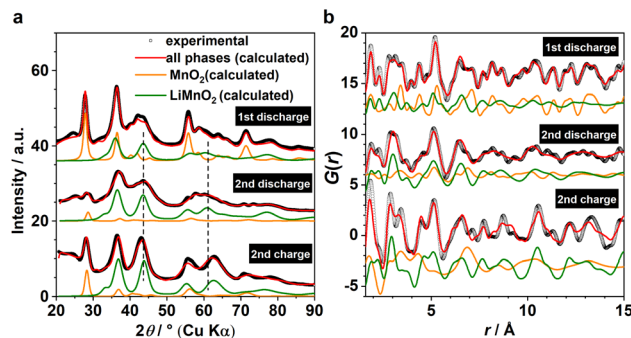 a
experimental
all phases (calculated)
MnO₂(calculated)
LiMnO₂ (calculated)
1st discharge
2nd discharge
2nd charge
Intensity / a.u.
60
40
20
0
20 30 40 50 60 70 80 90
2θ / ° (Cu Kα)
b
1st discharge
2nd discharge
2nd charge
G(r)
20
15
10
5
0
-5
5 10 15
r / Å